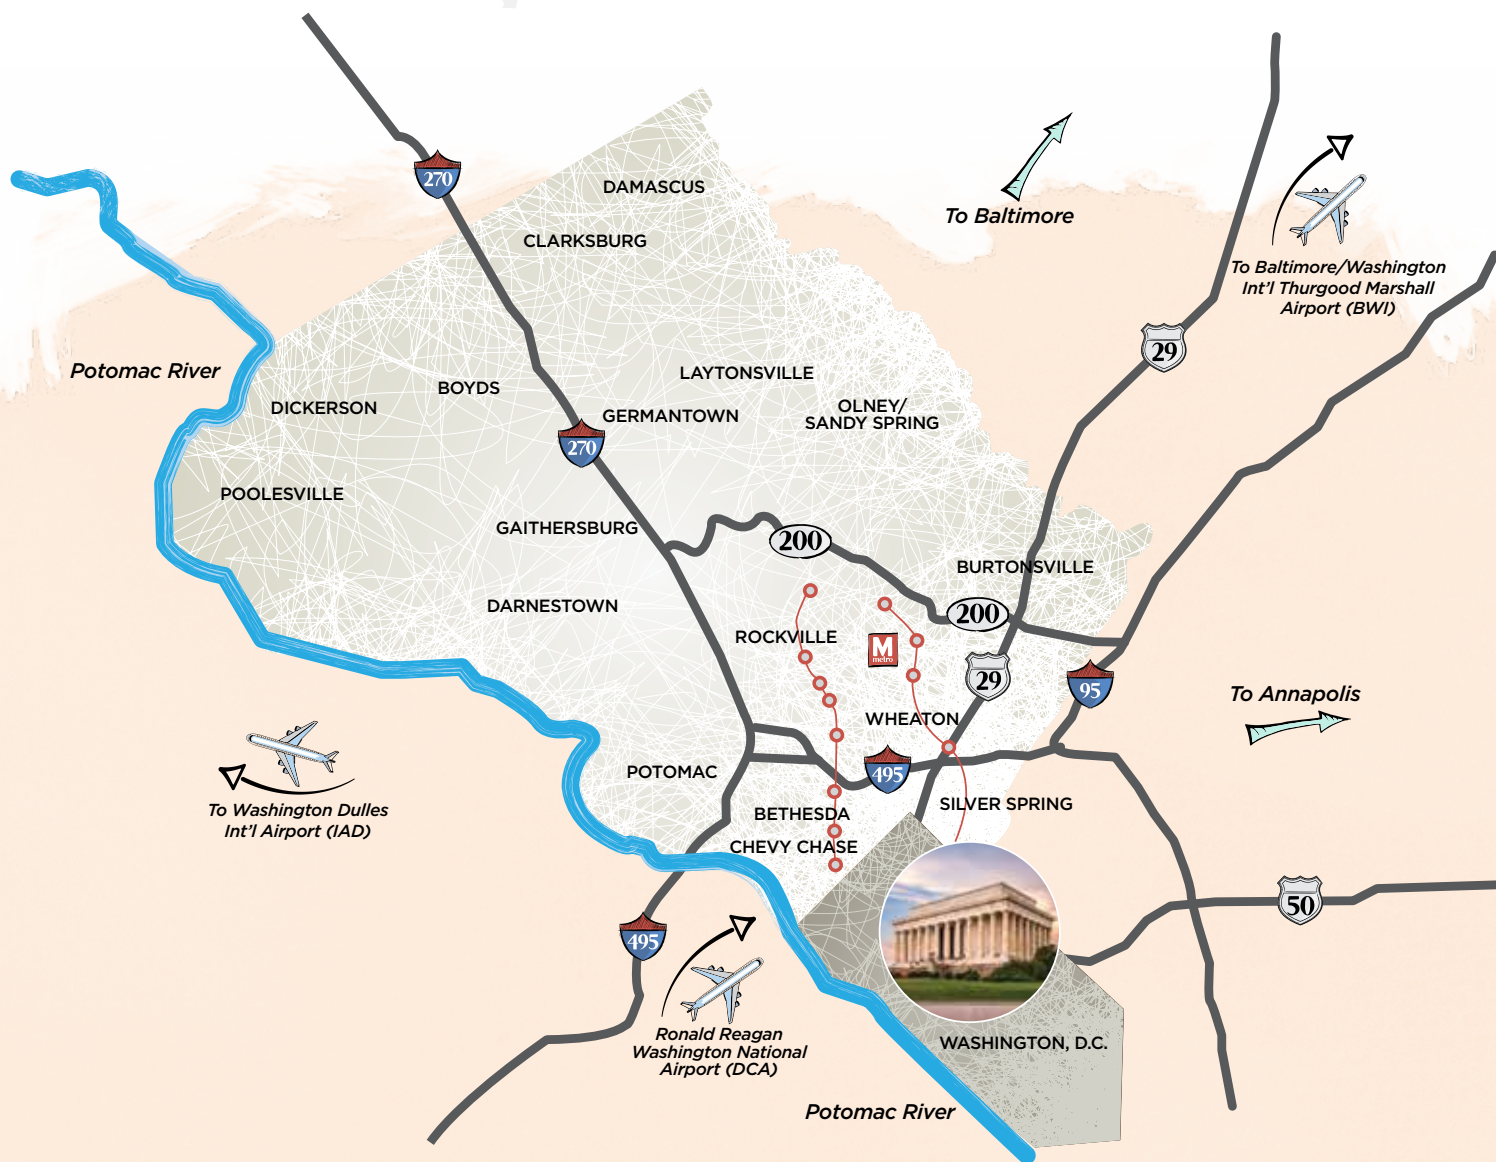 270
DAMASCUS
To Baltimore
CLARKSBURG
To Baltimore/Washington
Int'l Thurgood Marshall
Airport (BWI)
29
Potomac River
LAYTONSVILLE
BOYDS
DICKERSON
OLNEY/
SANDY SPRING
GERMANTOWN
270
POOLESVILLE
GAITHERSBURG
200
BURTONSVILLE
DARNESTOWN
200
ROCKVILLE
M
metro
29
95
To Annapolis
WHEATON
POTOMAC
495
SILVER SPRING
To Washington Dulles
Int'l Airport (IAD)
BETHESDA
CHEVY CHASE
50
495
Ronald Reagan
Washington National
Airport (DCA)
WASHINGTON, D.C.
Potomac River